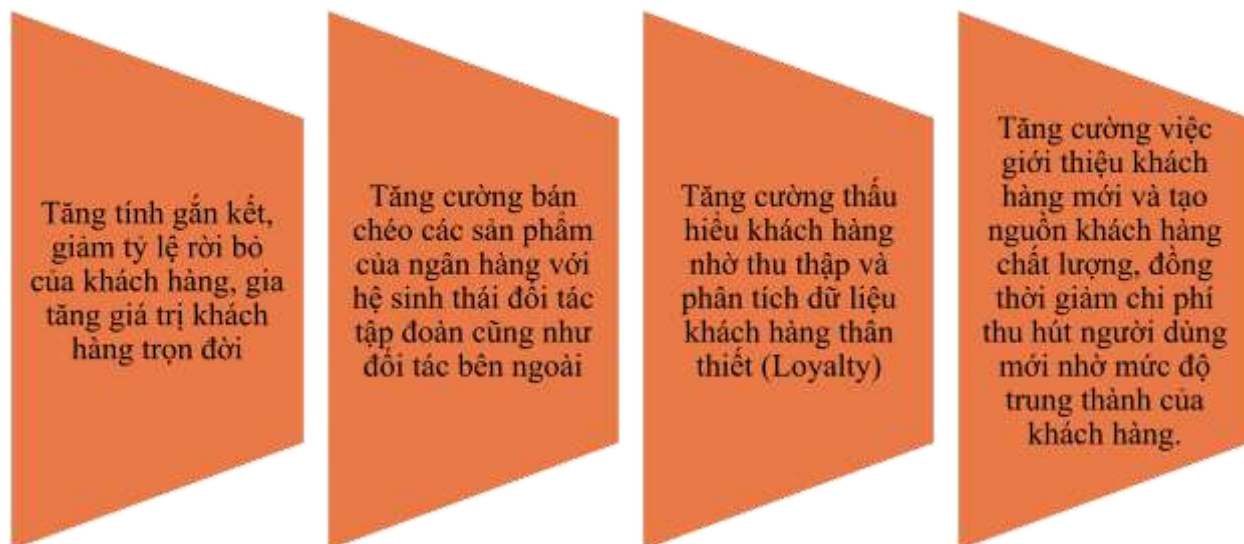 Tăng tính gắn kết,
giảm tỷ lệ rời bỏ
của khách hàng, gia
tăng giá trị khách
hàng trọn đời
Tăng cường bán
chéo các sản phẩm
của ngân hàng với
hệ sinh thái đối tác
tập đoàn cũng như
đối tác bên ngoài
Tăng cường thấu
hiểu khách hàng
nhờ thu thập và
phân tích dữ liệu
khách hàng thân
thiết (Loyalty)
Tăng cường việc
giới thiệu khách
hàng mới và tạo
nguồn khách hàng
chất lượng, đồng
thời giảm chi phí
thu hút người dùng
mới nhờ mức độ
trung thành của
khách hàng.